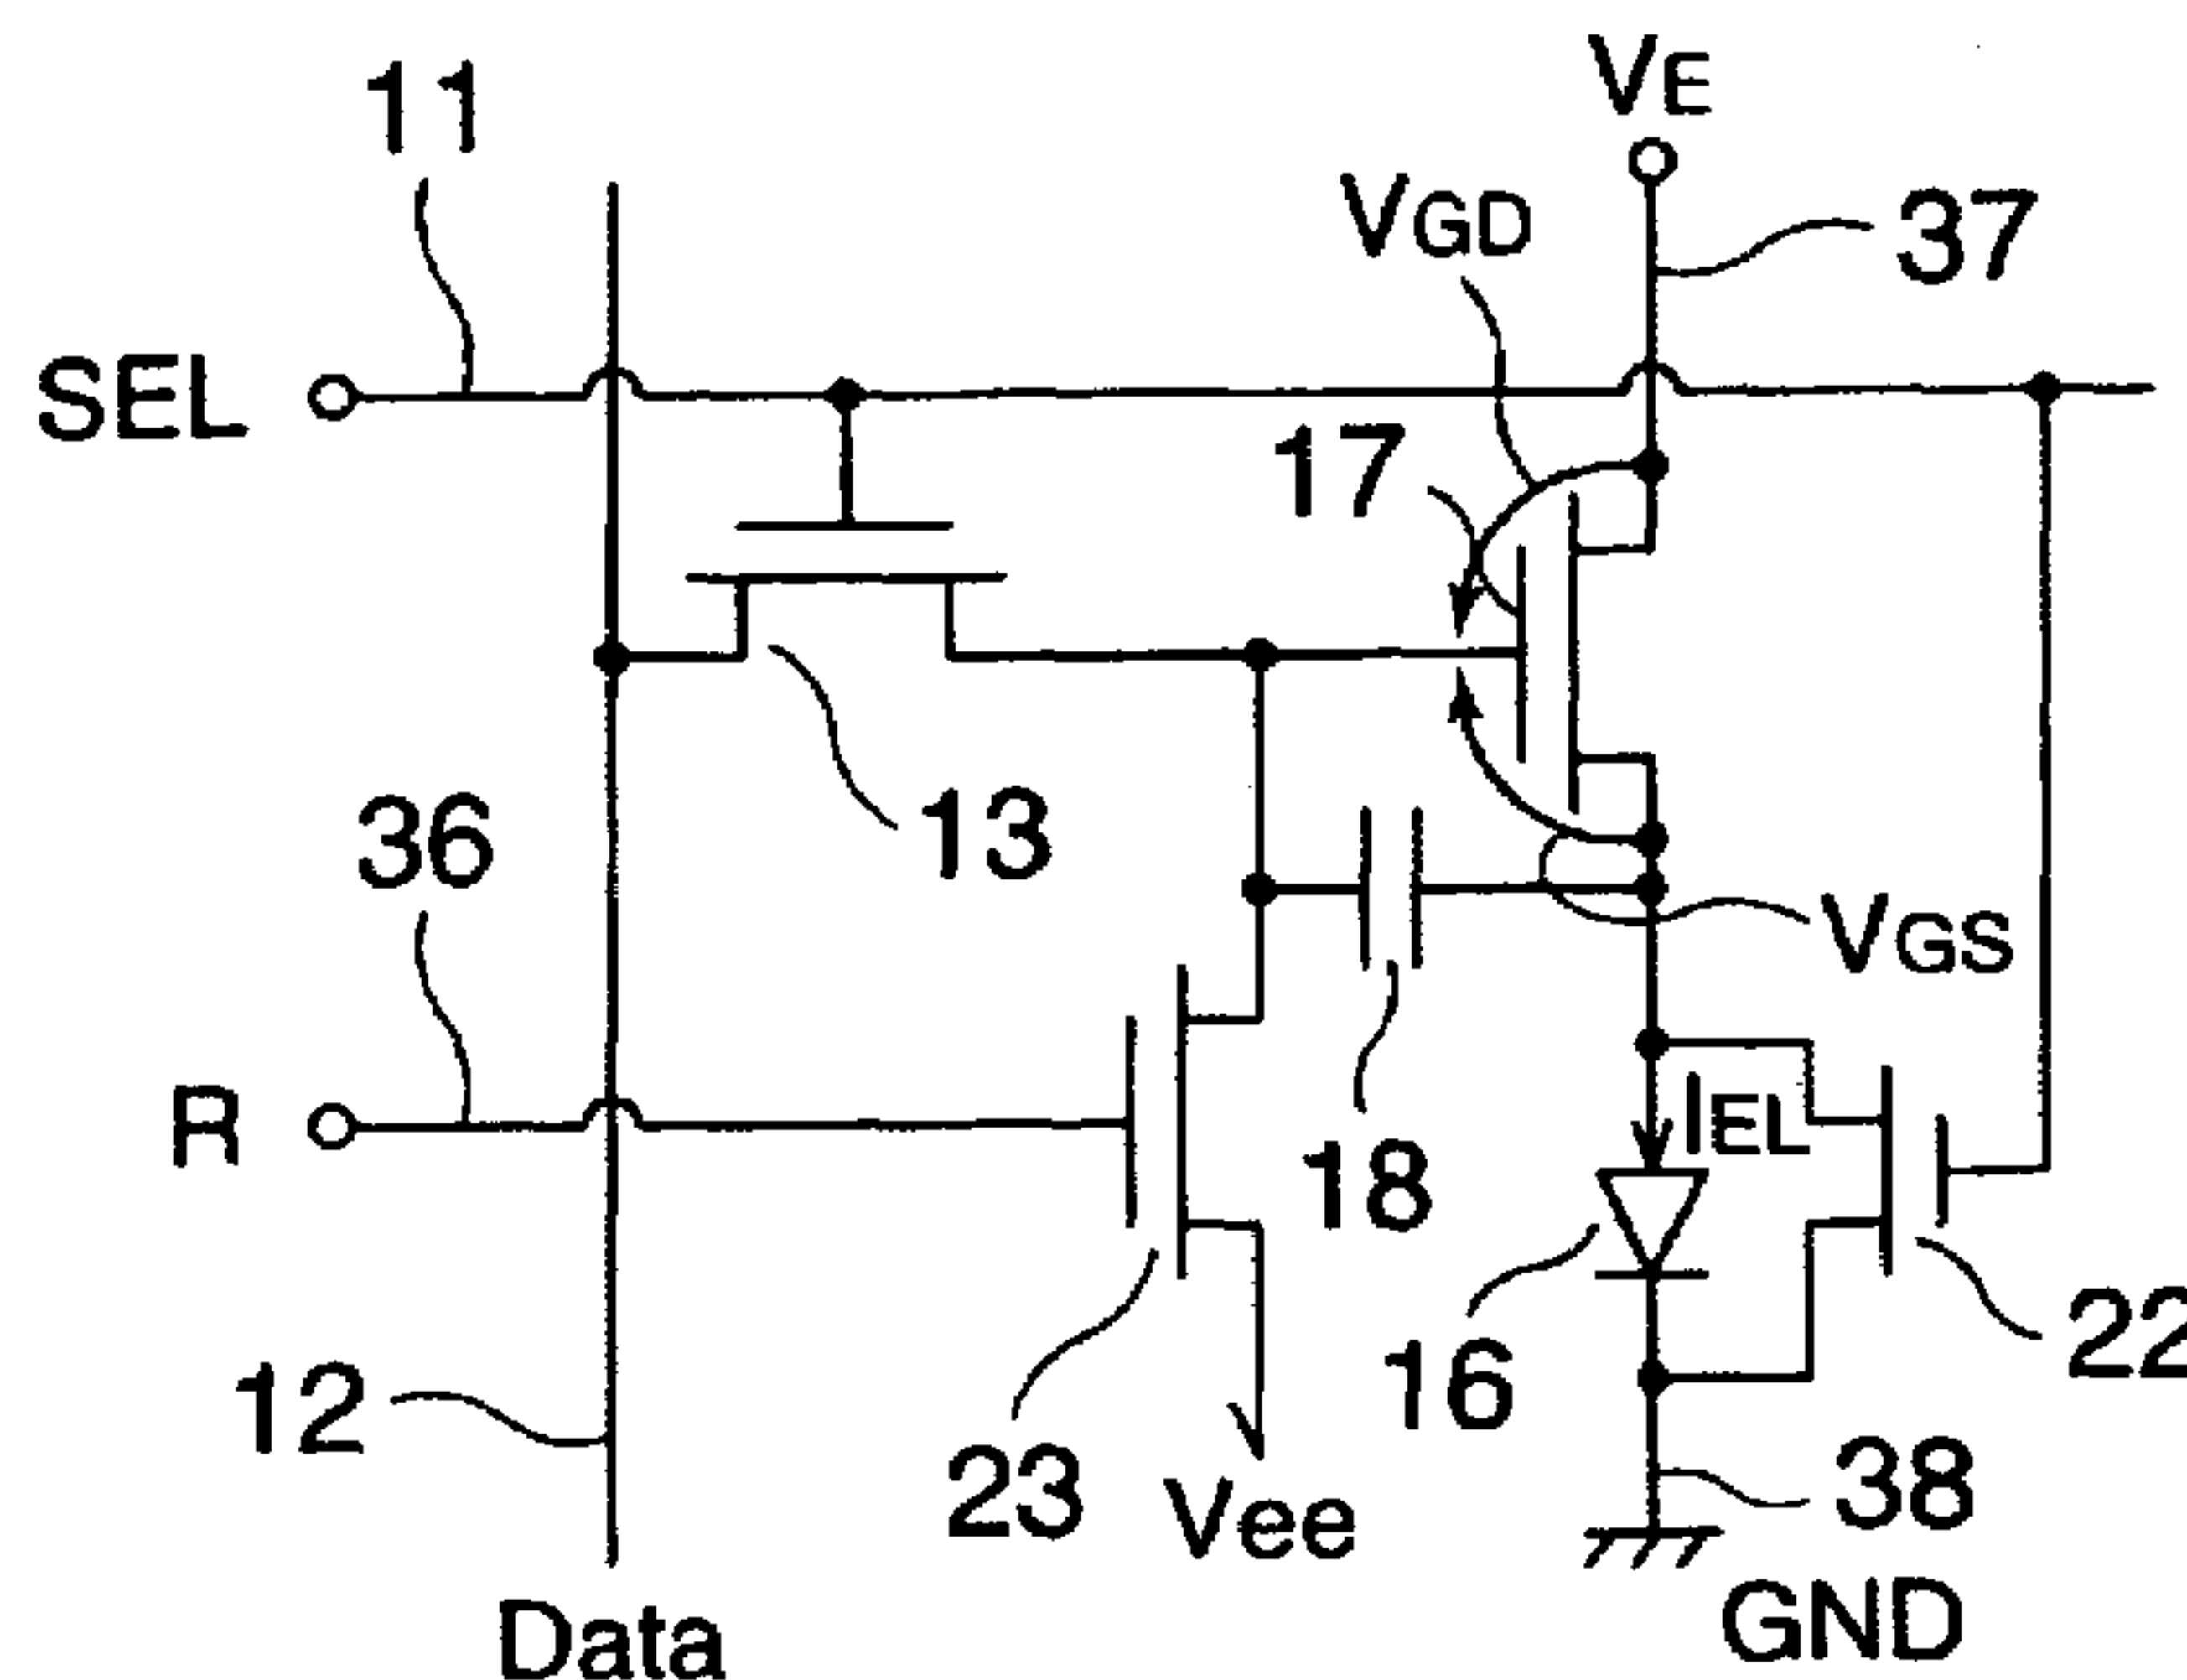 VE
11
VGD
37
SEL
17
13
36
VGS
R
IEL
18
22
12
16
23
Vee
38
Data
GND